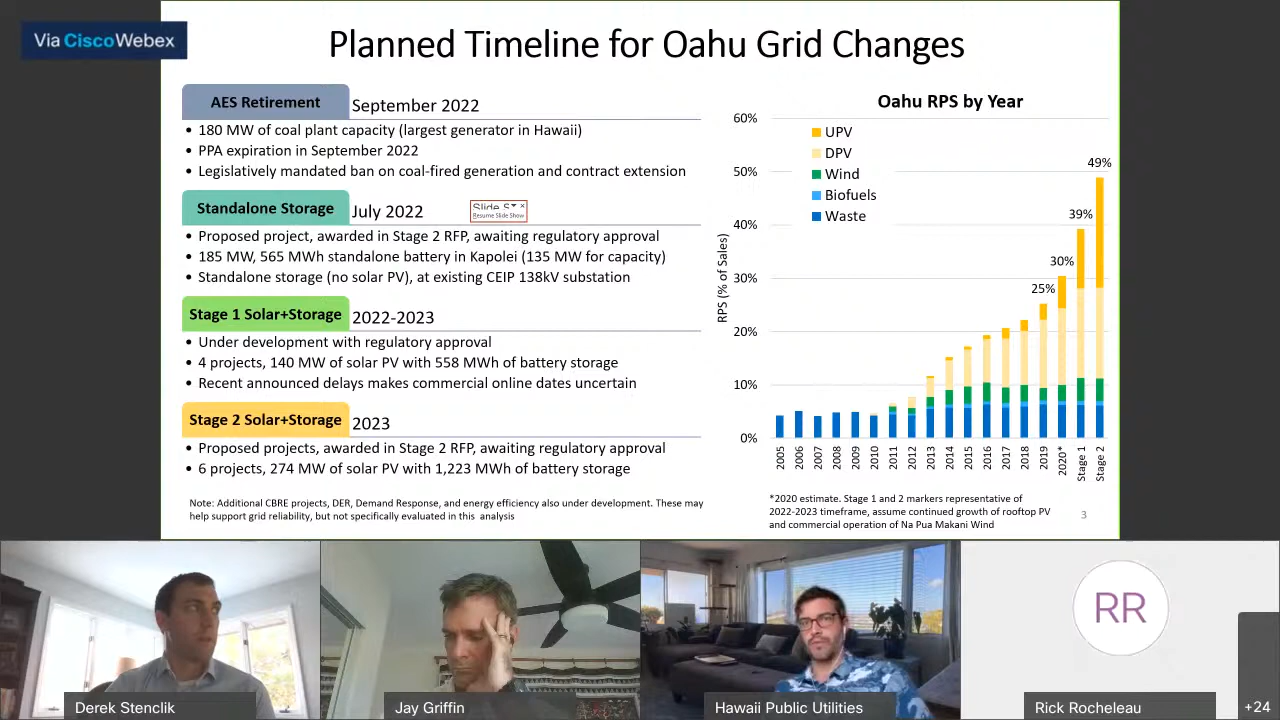 Via CiscoWebex
Planned Timeline for Oahu Grid Changes
AES Retirement
September 2022
• 180 MW of coal plant capacity (largest generator in Hawaii)
• PPA expiration in September 2022
• Legislatively mandated ban on coal-fired generation and contract extension
Standalone Storage
July 2022
Resume Slide Show
• Proposed project, awarded in Stage 2 RFP, awaiting regulatory approval
• 185 MW, 565 MWh standalone battery in Kapolei (135 MW for capacity)
• Standalone storage (no solar PV), at existing CEIP 138kV substation
Stage 1 Solar+Storage
2022-2023
• Under development with regulatory approval
• 4 projects, 140 MW of solar PV with 558 MWh of battery storage
• Recent announced delays makes commercial online dates uncertain
Stage 2 Solar+Storage
2023
• Proposed projects, awarded in Stage 2 RFP, awaiting regulatory approval
• 6 projects, 274 MW of solar PV with 1,223 MWh of battery storage
Note: Additional CBRE projects, DER, Demand Response, and energy efficiency also under development. These may
help support grid reliability, but not specifically evaluated in this analysis
Oahu RPS by Year
RPS (% of Sales)
60%
50%
40%
30%
20%
10%
0%
UPV
DPV
Wind
Biofuels
Waste
25%
30%
39%
49%
2005
2006
2007
2008
2009
2010
2011
2012
2013
2014
2015
2016
2017
2018
2019
2020*
Stage 1
Stage 2
*2020 estimate. Stage 1 and 2 markers representative of
2022-2023 timeframe, assume continued growth of rooftop PV
and commercial operation of Na Pua Makani Wind
3
RR
Derek Stenclik
Jay Griffin
Hawaii Public Utilities
Rick Rocheleau
+24